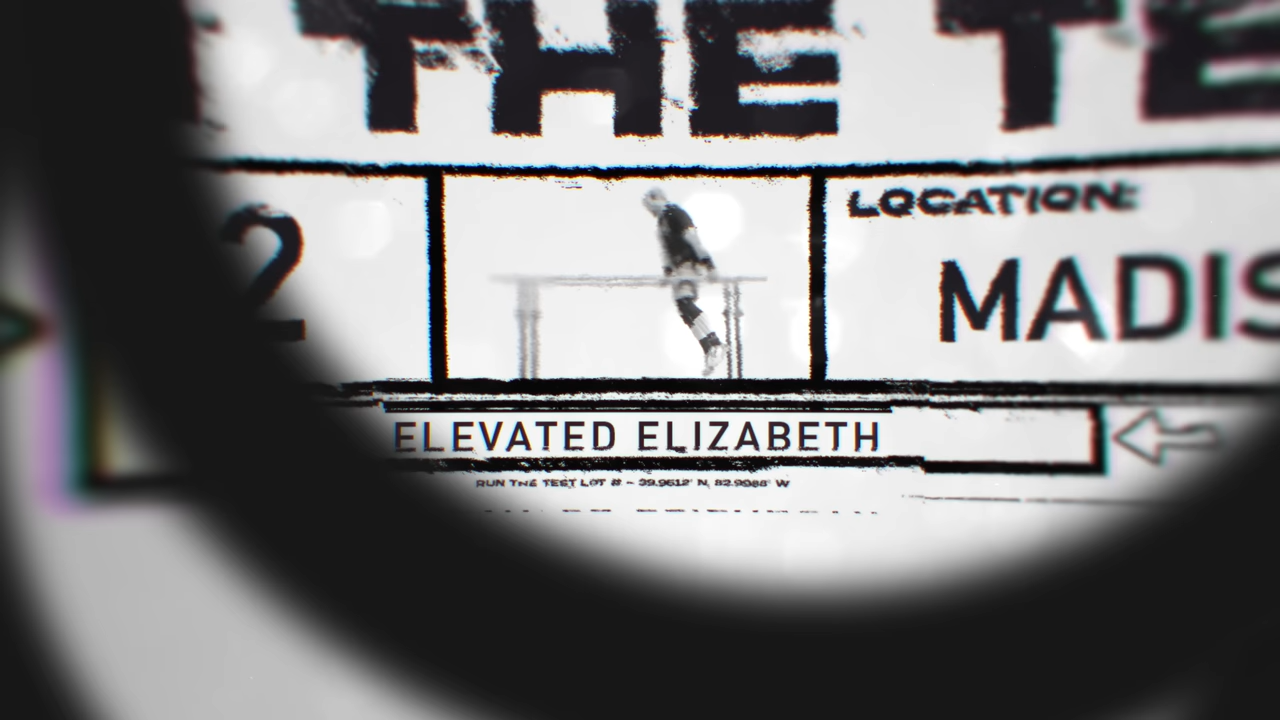 THE TE
2
LOCATION:
MADIS
ELEVATED ELIZABETH
RUN THE TEST LOT # – 39.9612° N, 82.9988° W